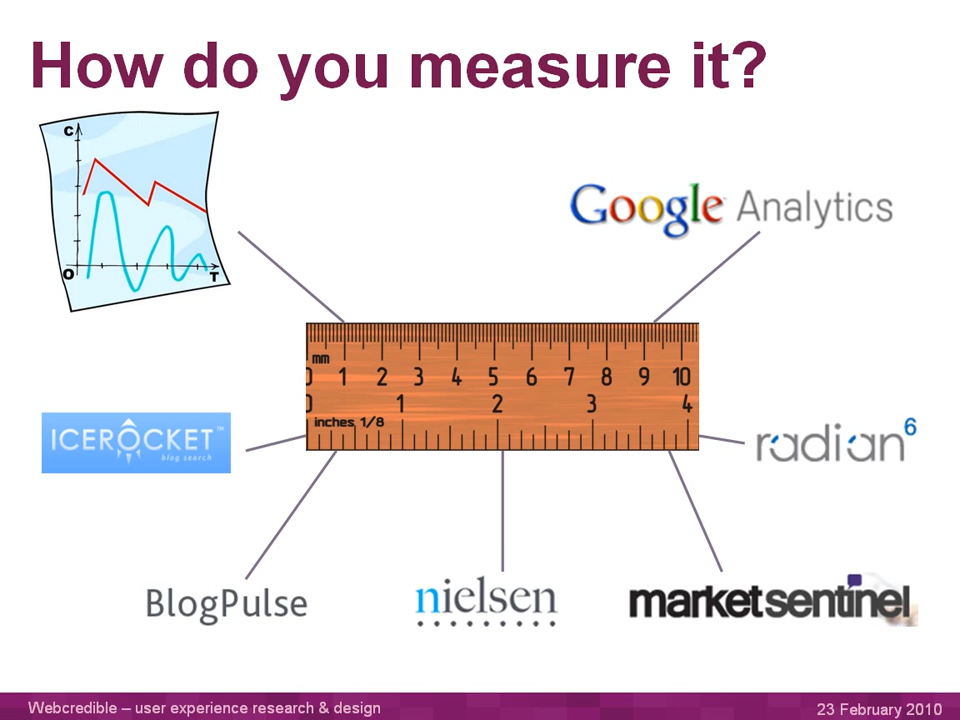 How do you measure it?
C
O
T
Google Analytics
mm
0 1 2 3 4 5 6 7 8 9 10
0 1 2 3 4
inches, 1/8
ICEROCKET™
blog search
radian6
BlogPulse
nielsen
marketsentinel
Webcredible – user experience research & design
23 February 2010